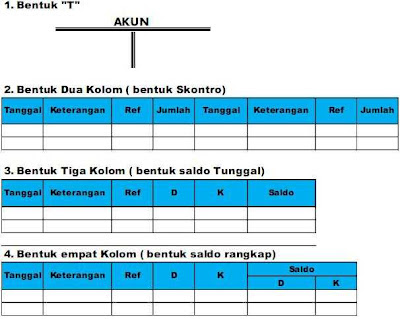 1. Bentuk "T"
AKUN
2. Bentuk Dua Kolom ( bentuk Skontro)
Tanggal Keterangan Ref Jumlah Tanggal Keterangan Ref Jumlah
3. Bentuk Tiga Kolom ( bentuk saldo Tunggal)
Tanggal Keterangan Ref D K Saldo
4. Bentuk empat Kolom ( bentuk saldo rangkap)
Tanggal Keterangan Ref D K Saldo
D K